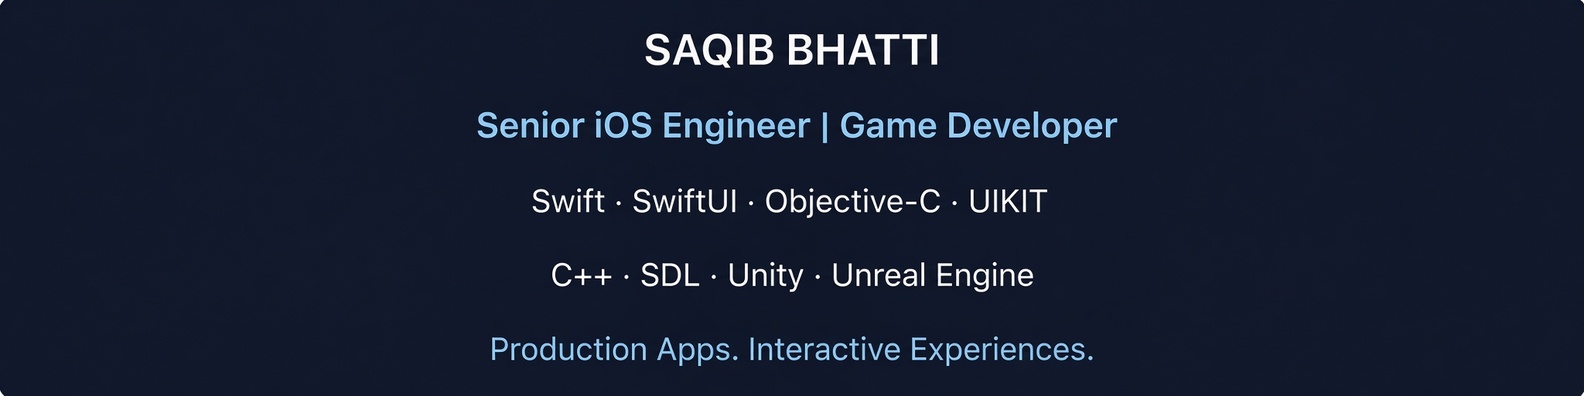 SAQIB BHATTI
Senior iOS Engineer | Game Developer
Swift · SwiftUI · Objective-C · UIKIT
C++ · SDL · Unity · Unreal Engine
Production Apps. Interactive Experiences.